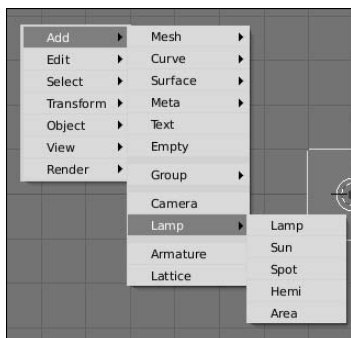 Add
Edit
Select
Transform
Object
View
Render
Mesh
Curve
Surface
Meta
Text
Empty
Group
Camera
Lamp
Armature
Lattice
Lamp
Sun
Spot
Hemi
Area